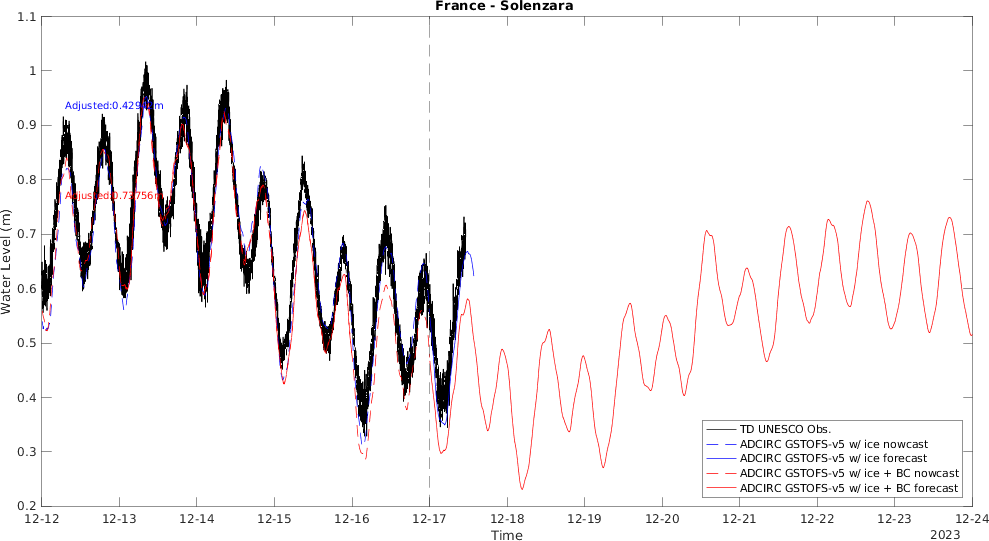 France - Solenzara
1.1
1
0.9
0.8
0.7
0.6
0.5
0.4
0.3
0.2
Water Level (m)
Adjusted:
Adjusted:
TD UNESCO Obs.
ADCIRC GSTOFS-v5 w/ ice nowcast
ADCIRC GSTOFS-v5 w/ ice forecast
ADCIRC GSTOFS-v5 w/ ice + BC nowcast
ADCIRC GSTOFS-v5 w/ ice + BC forecast
12-12 12-13 12-14 12-15 12-16 12-17 12-18 12-19 12-20 12-21 12-22 12-23 12-24
Time
2023